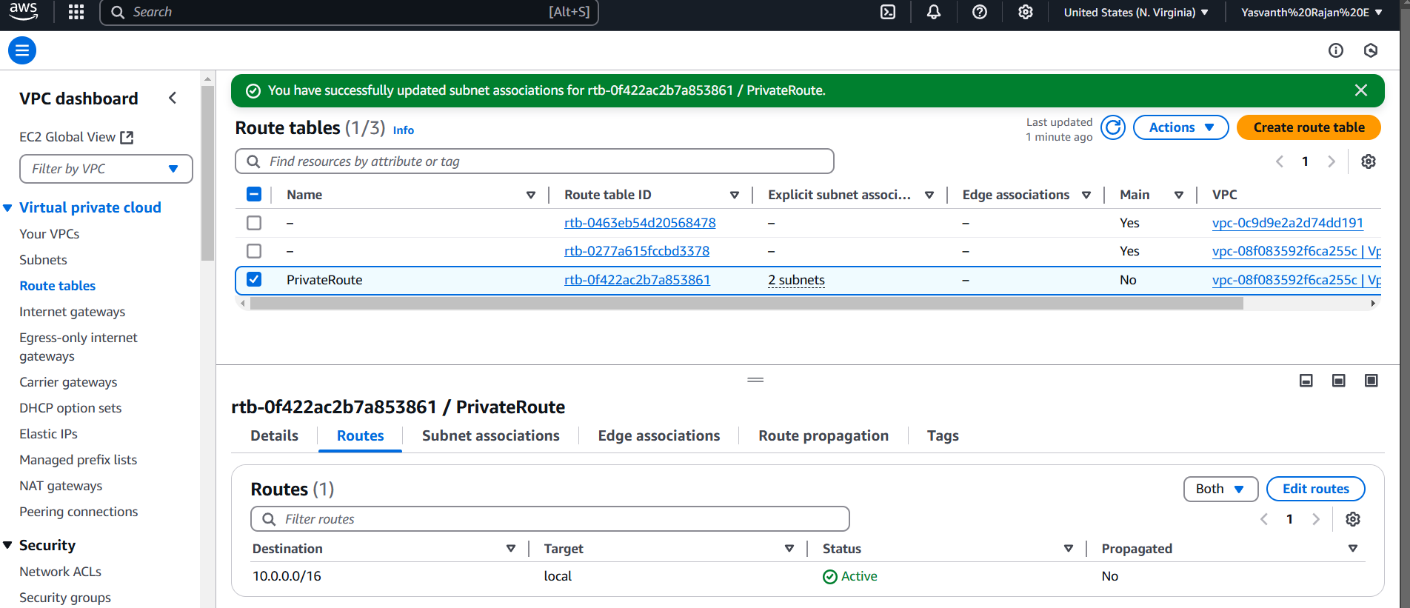 aws
Search [Alt+S] United States (N. Virginia) Yasvanth%20Rajan%20E
VPC dashboard
EC2 Global View
Filter by VPC
Virtual private cloud
Your VPCs
Subnets
Route tables
Internet gateways
Egress-only internet
gateways
Carrier gateways
DHCP option sets
Elastic IPs
Managed prefix lists
NAT gateways
Peering connections
Security
Network ACLs
Security groups
You have successfully updated subnet associations for rtb-0f422ac2b7a853861 / PrivateRoute.
Route tables (1/3) Info
Last updated
1 minute ago
Actions
Create route table
Find resources by attribute or tag
1
Name Route table ID Explicit subnet associ... Edge associations Main VPC
– rtb-0463eb54d20568478 – – Yes vpc-0c9d9e2a2d74dd191
– rtb-0277a615fccbd3378 – – Yes vpc-08f083592f6ca255c | Vp
PrivateRoute rtb-0f422ac2b7a853861 2 subnets – No vpc-08f083592f6ca255c | Vp
rtb-0f422ac2b7a853861 / PrivateRoute
Details Routes Subnet associations Edge associations Route propagation Tags
Routes (1)
Both
Edit routes
Filter routes
1
Destination Target Status Propagated
10.0.0.0/16 local Active No